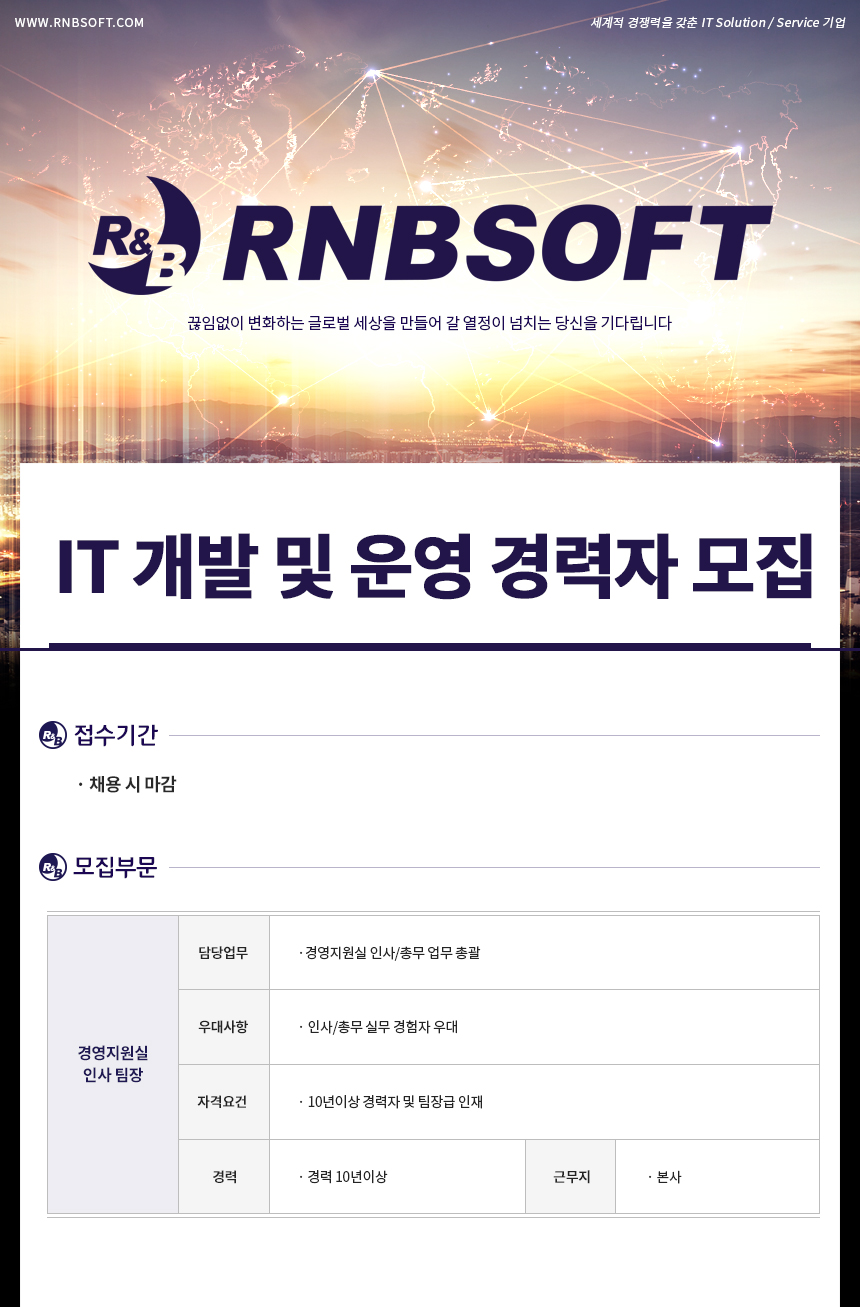 WWW.RNBSOFT.COM
세계적 경쟁력을 갖춘 IT Solution / Service 기업
R&B RNBSOFT
끊임없이 변화하는 글로벌 세상을 만들어 갈 열정이 넘치는 당신을 기다립니다
IT 개발 및 운영 경력자 모집
R&B 접수기간
· 채용 시 마감
R&B 모집부문
경영지원실
인사 팀장
담당업무
· 경영지원실 인사/총무 업무 총괄
우대사항
· 인사/총무 실무 경험자 우대
자격요건
· 10년이상 경력자 및 팀장급 인재
경력
· 경력 10년이상
근무지
· 본사